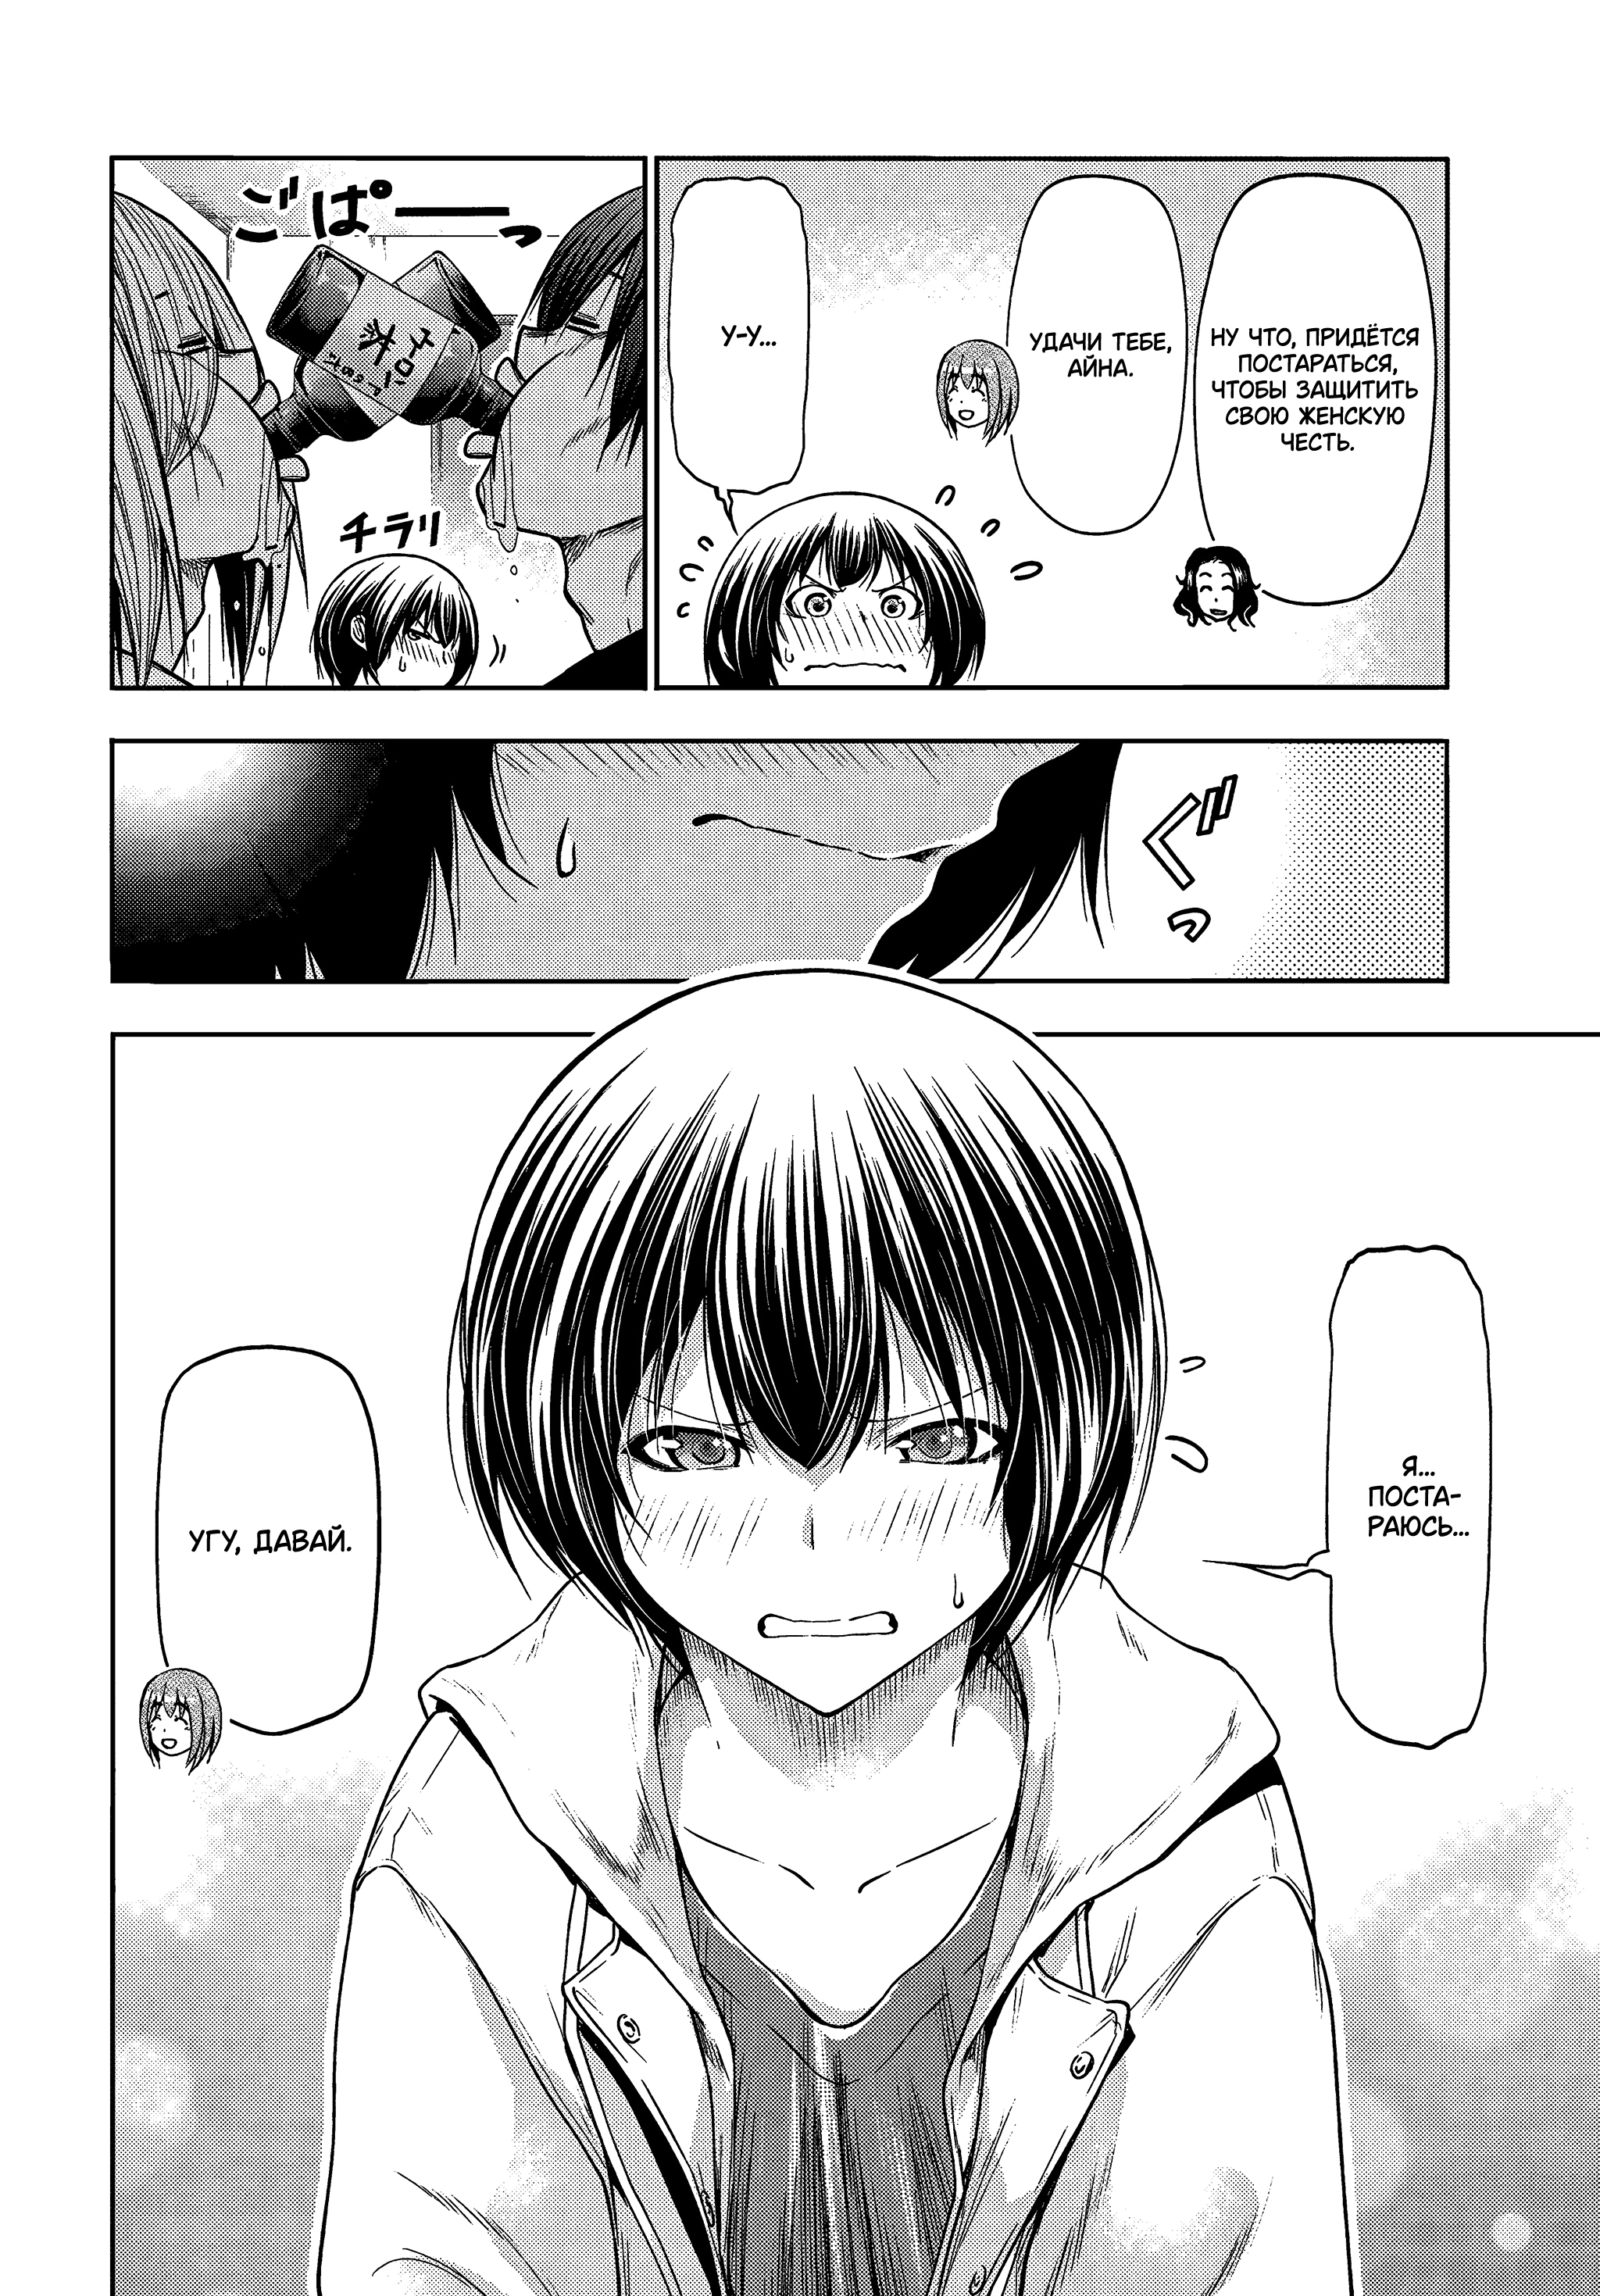 НУ ЧТО, ПРИДЁТСЯ
ПОСТАРАТЬСЯ,
ЧТОБЫ ЗАЩИТИТЬ
СВОЮ ЖЕНСКУЮ
ЧЕСТЬ.
УДАЧИ ТЕБЕ,
АЙНА.
У-У...
ごぱーっ
チラリ
ぐっ
Я...
ПОСТА-
РАЮСЬ...
УГУ, ДАВАЙ.